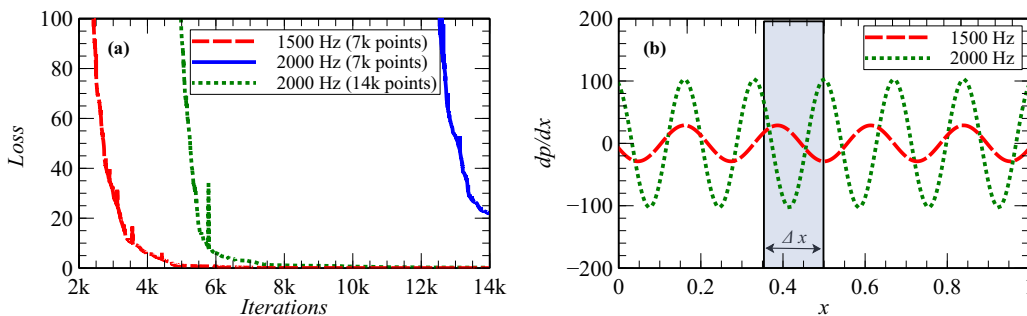 (a)
1500 Hz (7k points)
2000 Hz (7k points)
2000 Hz (14k points)
Loss
100
80
60
40
20
0
2k 4k 6k 8k 10k 12k 14k
Iterations
(b)
1500 Hz
2000 Hz
dp/dx
200
100
0
−100
−200
Δ x
0 0.2 0.4 0.6 0.8 1
x